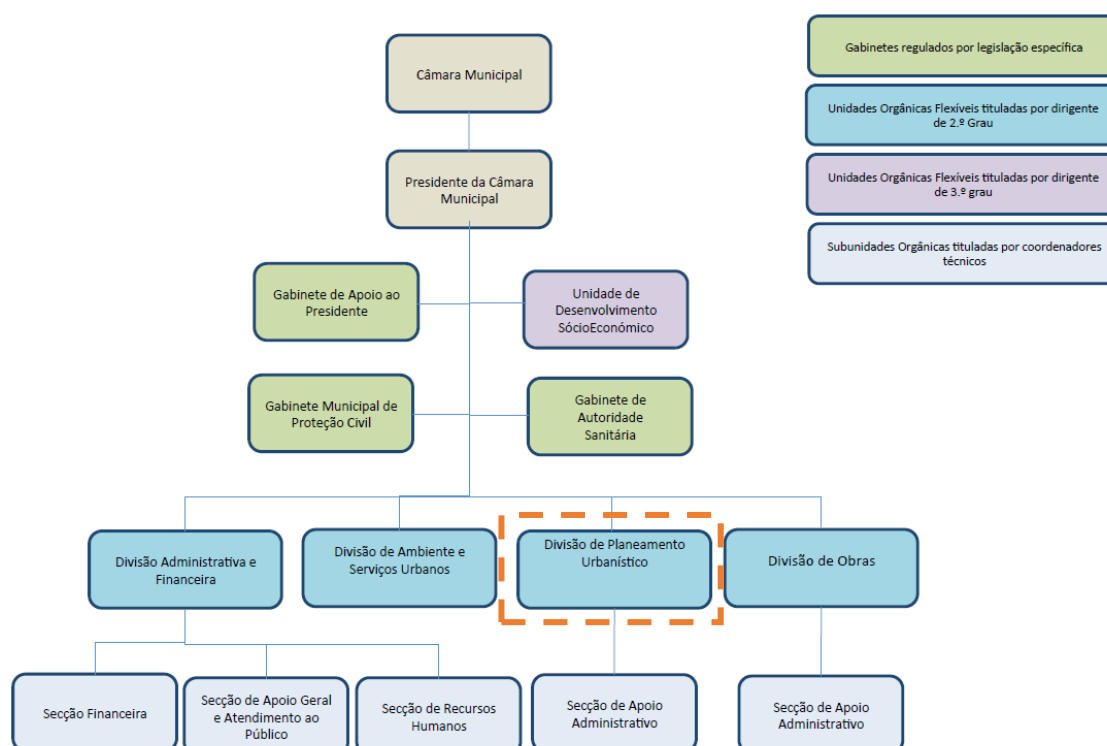 Câmara Municipal
Presidente da Câmara
Municipal
Gabinete de Apoio ao
Presidente
Unidade de
Desenvolvimento
SócioEconómico
Gabinete Municipal de
Proteção Civil
Gabinete de
Autoridade
Sanitária
Divisão Administrativa e
Financeira
Divisão de Ambiente e
Serviços Urbanos
Divisão de Planeamento
Urbanístico
Divisão de Obras
Secção Financeira
Secção de Apoio Geral
e Atendimento ao
Público
Secção de Recursos
Humanos
Secção de Apoio
Administrativo
Secção de Apoio
Administrativo
Gabinetes regulados por legislação específica
Unidades Orgânicas Flexíveis tituladas por dirigente
de 2.º Grau
Unidades Orgânicas Flexíveis tituladas por dirigente
de 3.º grau
Subunidades Orgânicas tituladas por coordenadores
técnicos